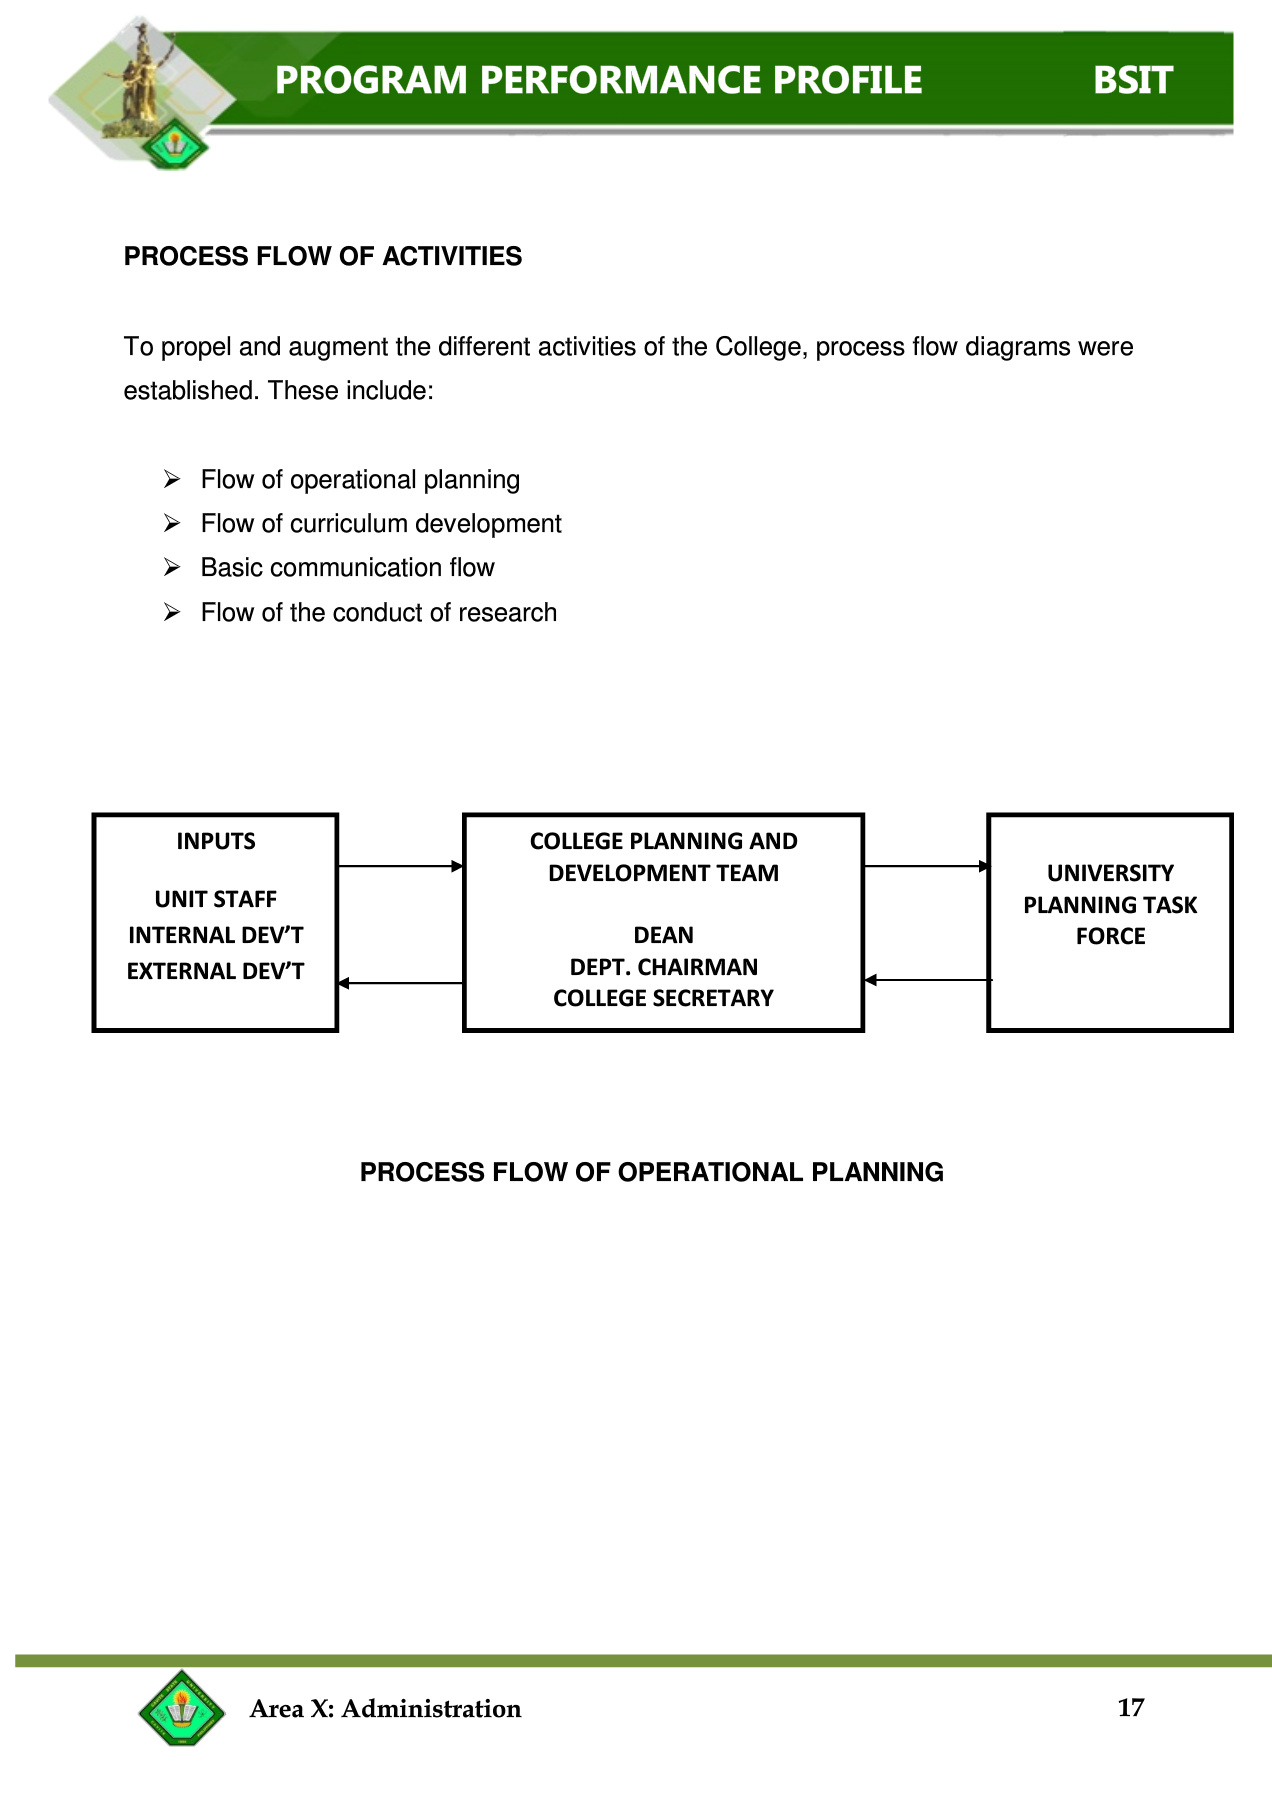 PROGRAM PERFORMANCE PROFILE BSIT
PROCESS FLOW OF ACTIVITIES
To propel and augment the different activities of the College, process flow diagrams were
established. These include:
➢ Flow of operational planning
➢ Flow of curriculum development
➢ Basic communication flow
➢ Flow of the conduct of research
INPUTS
UNIT STAFF
INTERNAL DEV’T
EXTERNAL DEV’T
COLLEGE PLANNING AND
DEVELOPMENT TEAM
DEAN
DEPT. CHAIRMAN
COLLEGE SECRETARY
UNIVERSITY
PLANNING TASK
FORCE
PROCESS FLOW OF OPERATIONAL PLANNING
Area X: Administration 17